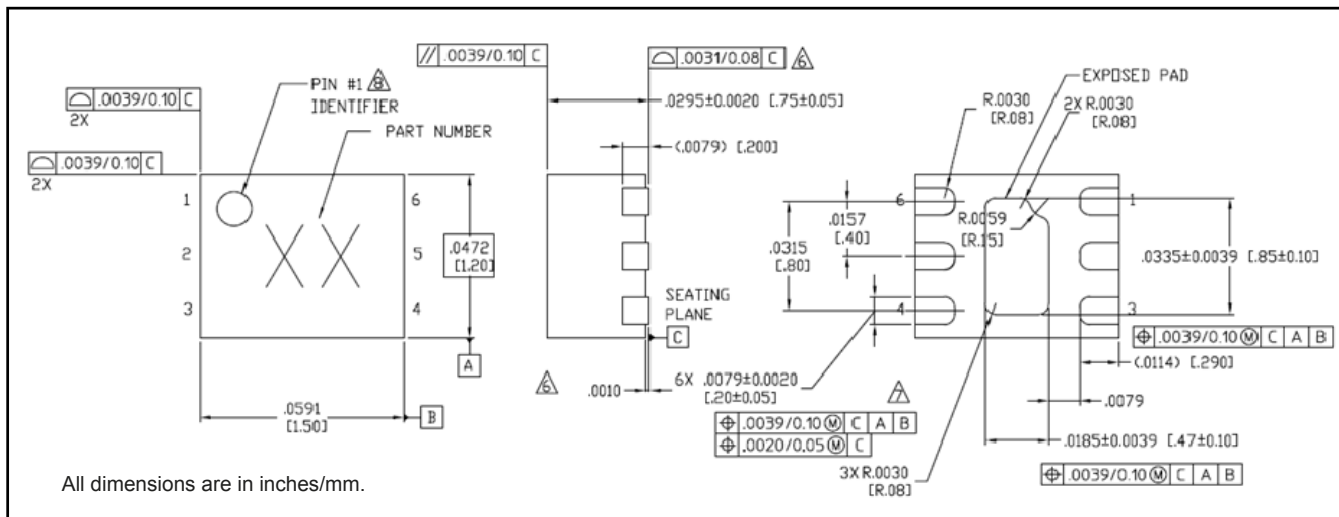 // .0039/0.10 C
⌓ .0031/0.08 C 6
PIN #1 8
IDENTIFIER
EXPOSED PAD
⌓ .0039/0.10 C
2X
.0295±0.0020 [.75±0.05]
R.0030
[R.08]
2X R.0030
[R.08]
PART NUMBER
(.0079) [.200]
⌓ .0039/0.10 C
2X
1
2
3
6
5
4
.0472
[1.20]
A
.0591
[1.50]
B
SEATING
PLANE
C
6
.0010
.0315
[.80]
.0157
[.40]
6
4
R.0059
[R.15]
1
3
.0335±0.0039 [.85±0.10]
⌖ .0039/0.10 Ⓜ C A B
(.0114) [.290]
6X .0079±0.0020
[.20±0.05]
7
⌖ .0039/0.10 Ⓜ C A B
⌖ .0020/0.05 Ⓜ C
.0079
.0185±0.0039 [.47±0.10]
⌖ .0039/0.10 Ⓜ C A B
3X R.0030
[R.08]
XX
All dimensions are in inches/mm.